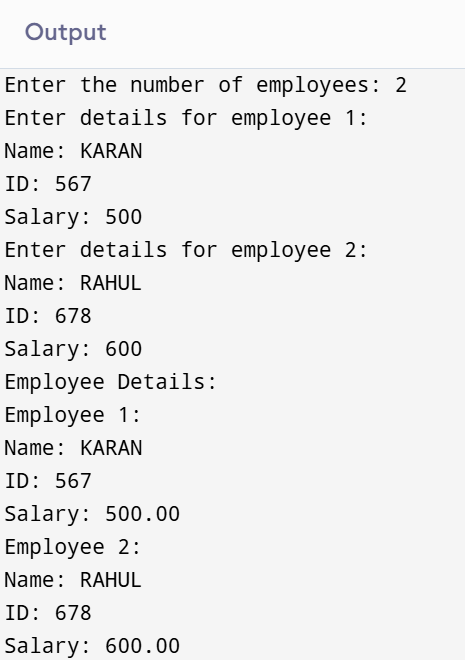 Output
Enter the number of employees: 2
Enter details for employee 1:
Name: KARAN
ID: 567
Salary: 500
Enter details for employee 2:
Name: RAHUL
ID: 678
Salary: 600
Employee Details:
Employee 1:
Name: KARAN
ID: 567
Salary: 500.00
Employee 2:
Name: RAHUL
ID: 678
Salary: 600.00